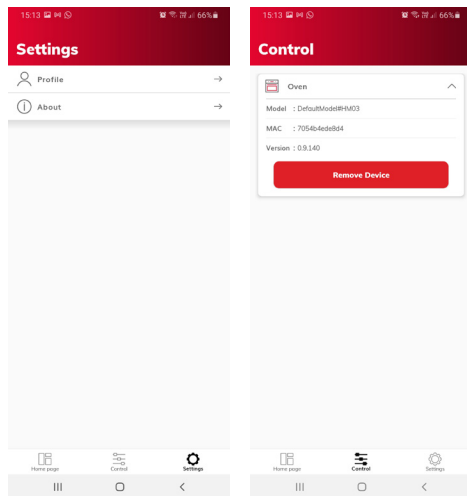 15:13
66%
Settings
Profile
About
Home page
Control
Settings
15:13
66%
Control
Oven
Model : DefaultModel#HM03
MAC : 7054b4ede8d4
Version : 0.9.140
Remove Device
Home page
Control
Settings